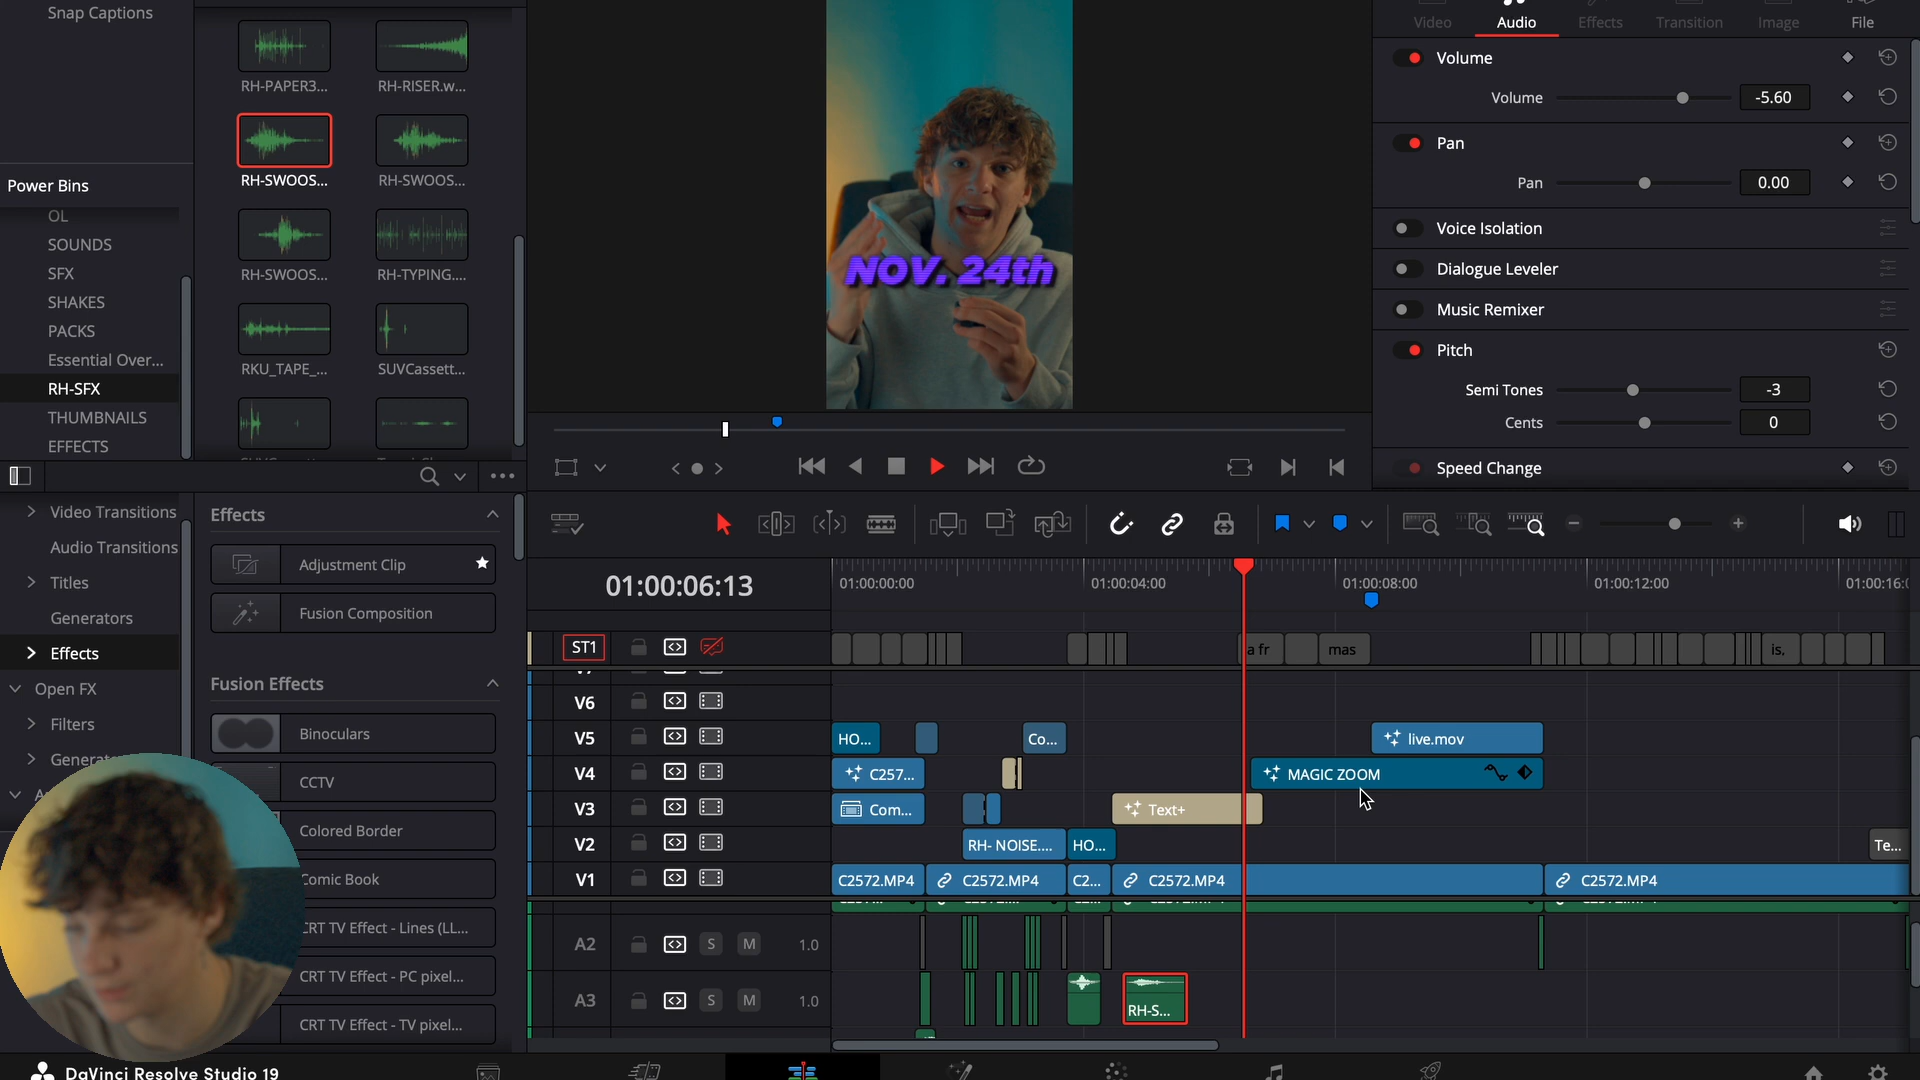 Snap Captions
RH-PAPER3...
RH-RISER.w...
RH-SWOOS...
RH-SWOOS...
RH-SWOOS...
RH-TYPING....
RKU_TAPE_...
SUVCassett...
Power Bins
OL
SOUNDS
SFX
SHAKES
PACKS
Essential Over...
RH-SFX
THUMBNAILS
EFFECTS
NOV. 24th
Video
Audio
Effects
Transition
Image
File
Volume
Volume
-5.60
Pan
Pan
0.00
Voice Isolation
Dialogue Leveler
Music Remixer
Pitch
Semi Tones
-3
Cents
0
Speed Change
Video Transitions
Audio Transitions
Titles
Generators
Effects
Open FX
Filters
Genera
A
Effects
Adjustment Clip
Fusion Composition
Fusion Effects
Binoculars
CCTV
Colored Border
Comic Book
CRT TV Effect - Lines (LL...
CRT TV Effect - PC pixel...
CRT TV Effect - TV pixel...
01:00:06:13
01:00:00:00
01:00:04:00
01:00:08:00
01:00:12:00
01:00:16:0
ST1
a fr
mas
is,
V6
V5
HO...
Co...
live.mov
V4
C257...
MAGIC ZOOM
V3
Com...
Text+
V2
RH- NOISE....
HO...
Te...
V1
C2572.MP4
C2572.MP4
C2...
C2572.MP4
C2572.MP4
A2
S
M
1.0
A3
S
M
1.0
RH-S...
DaVinci Resolve Studio 19